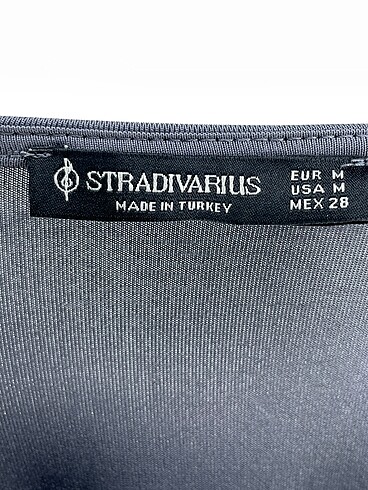 STRADIVARIUS
MADE IN TURKEY
EUR M
USA M
MEX 28